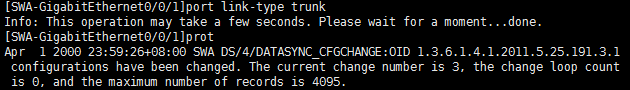 [SWA-GigabitEthernet0/0/1]port link-type trunk
Info: This operation may take a few seconds. Please wait for a moment...done.
[SWA-GigabitEthernet0/0/1]prot
Apr  1 2000 23:59:26+08:00 SWA DS/4/DATASYNC_CFGCHANGE:OID 1.3.6.1.4.1.2011.5.25.191.3.1
 configurations have been changed. The current change number is 3, the change loop count
 is 0, and the maximum number of records is 4095.